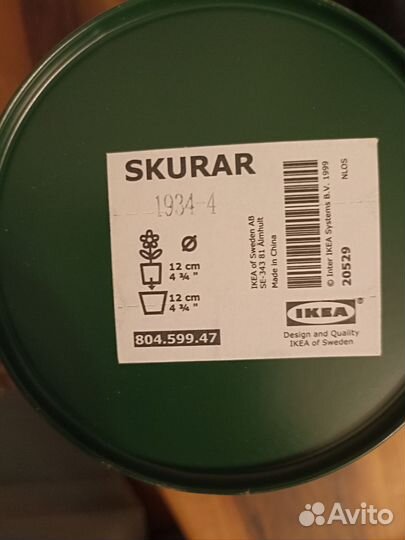 SKURAR
1934-4
Ø
12 cm
4 ¾ "
12 cm
4 ¾ "
804.599.47
IKEA of Sweden AB
SE-343 81 Älmhult
Made in China
© Inter IKEA Systems B.V. 1999
20529
NLOS
IKEA
Design and Quality
IKEA of Sweden
Avito